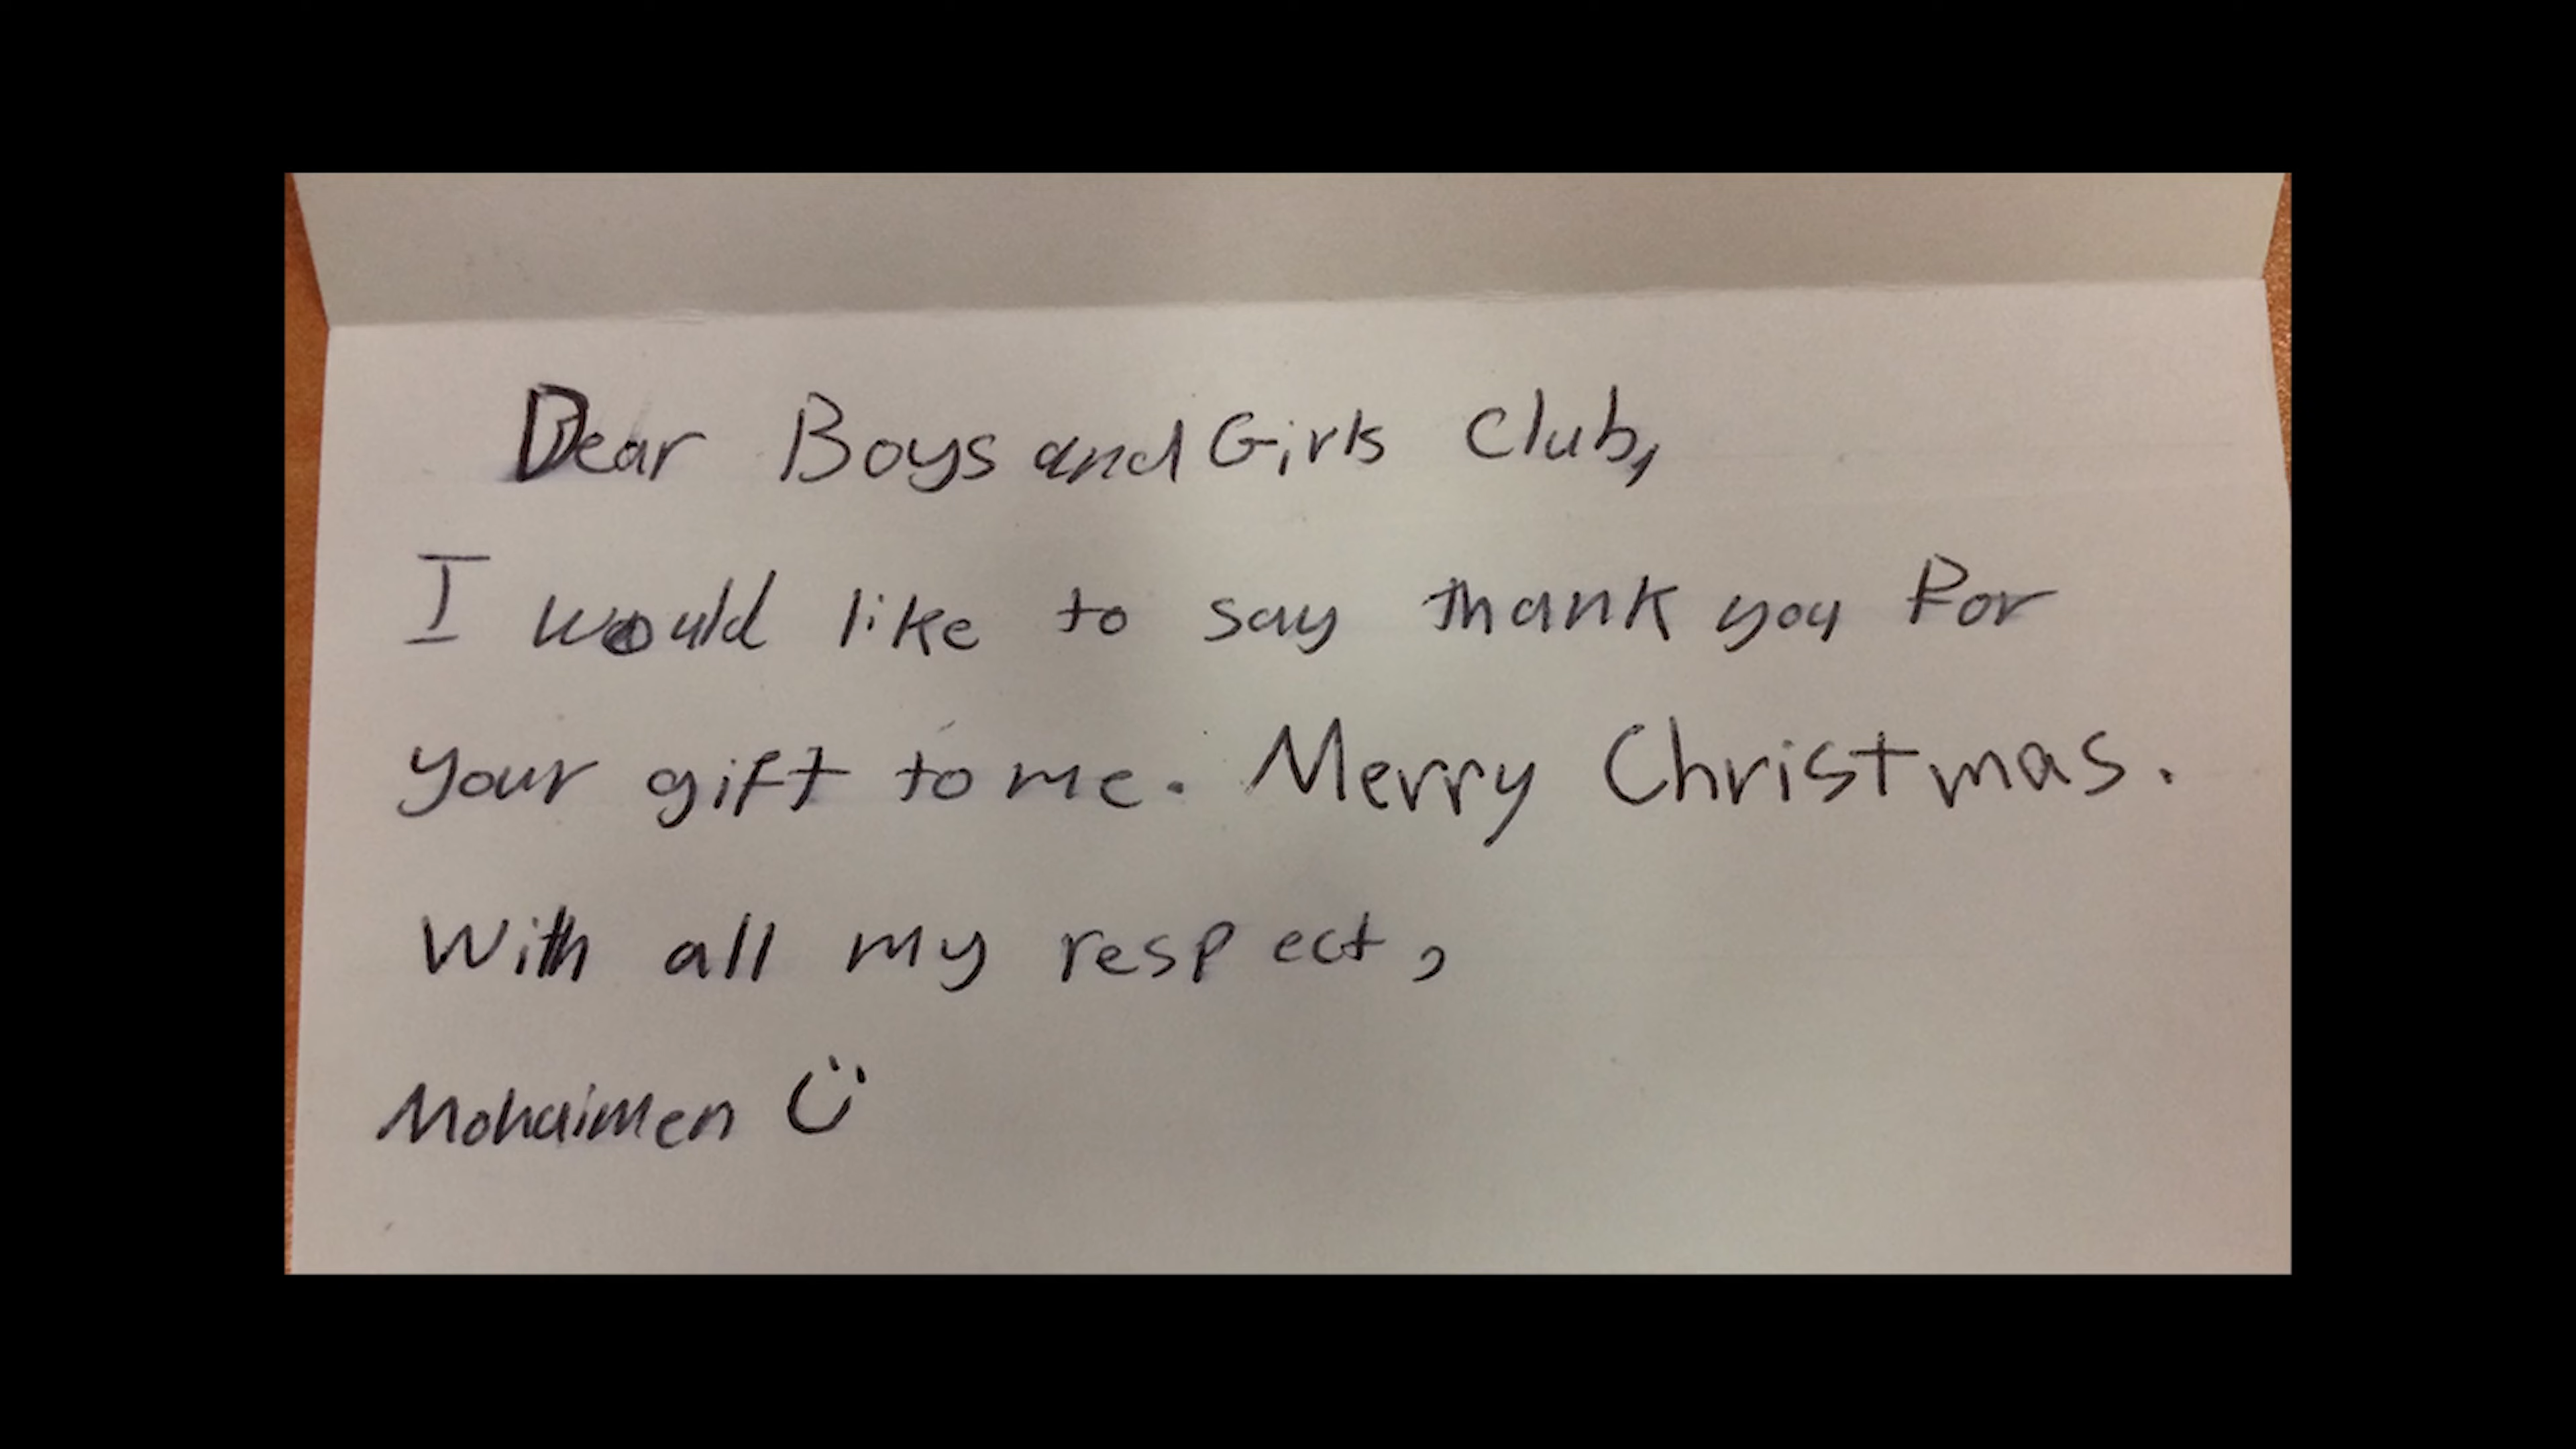 Dear Boys and Girls Club,
I would like to say thank you for
your gift to me. Merry Christmas.
With all my respect,
Mohaimen